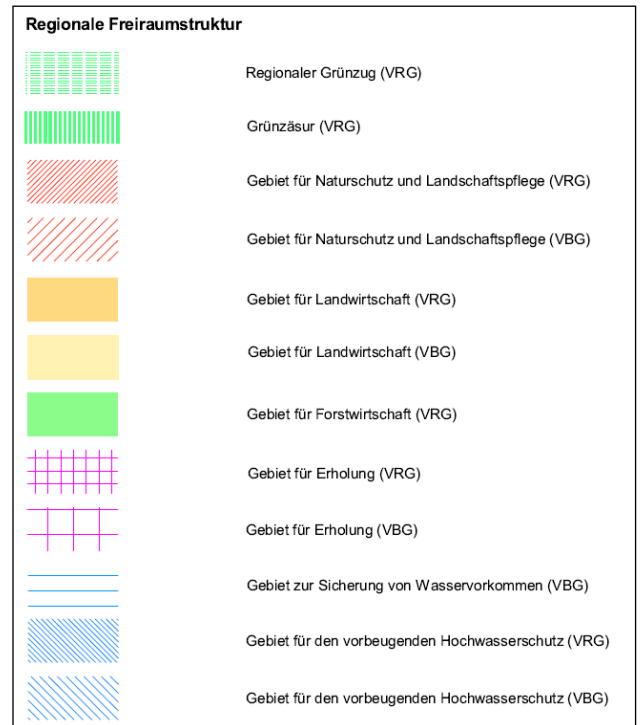 Regionale Freiraumstruktur
Regionaler Grünzug (VRG)
Grünzäsur (VRG)
Gebiet für Naturschutz und Landschaftspflege (VRG)
Gebiet für Naturschutz und Landschaftspflege (VBG)
Gebiet für Landwirtschaft (VRG)
Gebiet für Landwirtschaft (VBG)
Gebiet für Forstwirtschaft (VRG)
Gebiet für Erholung (VRG)
Gebiet für Erholung (VBG)
Gebiet zur Sicherung von Wasservorkommen (VBG)
Gebiet für den vorbeugenden Hochwasserschutz (VRG)
Gebiet für den vorbeugenden Hochwasserschutz (VBG)